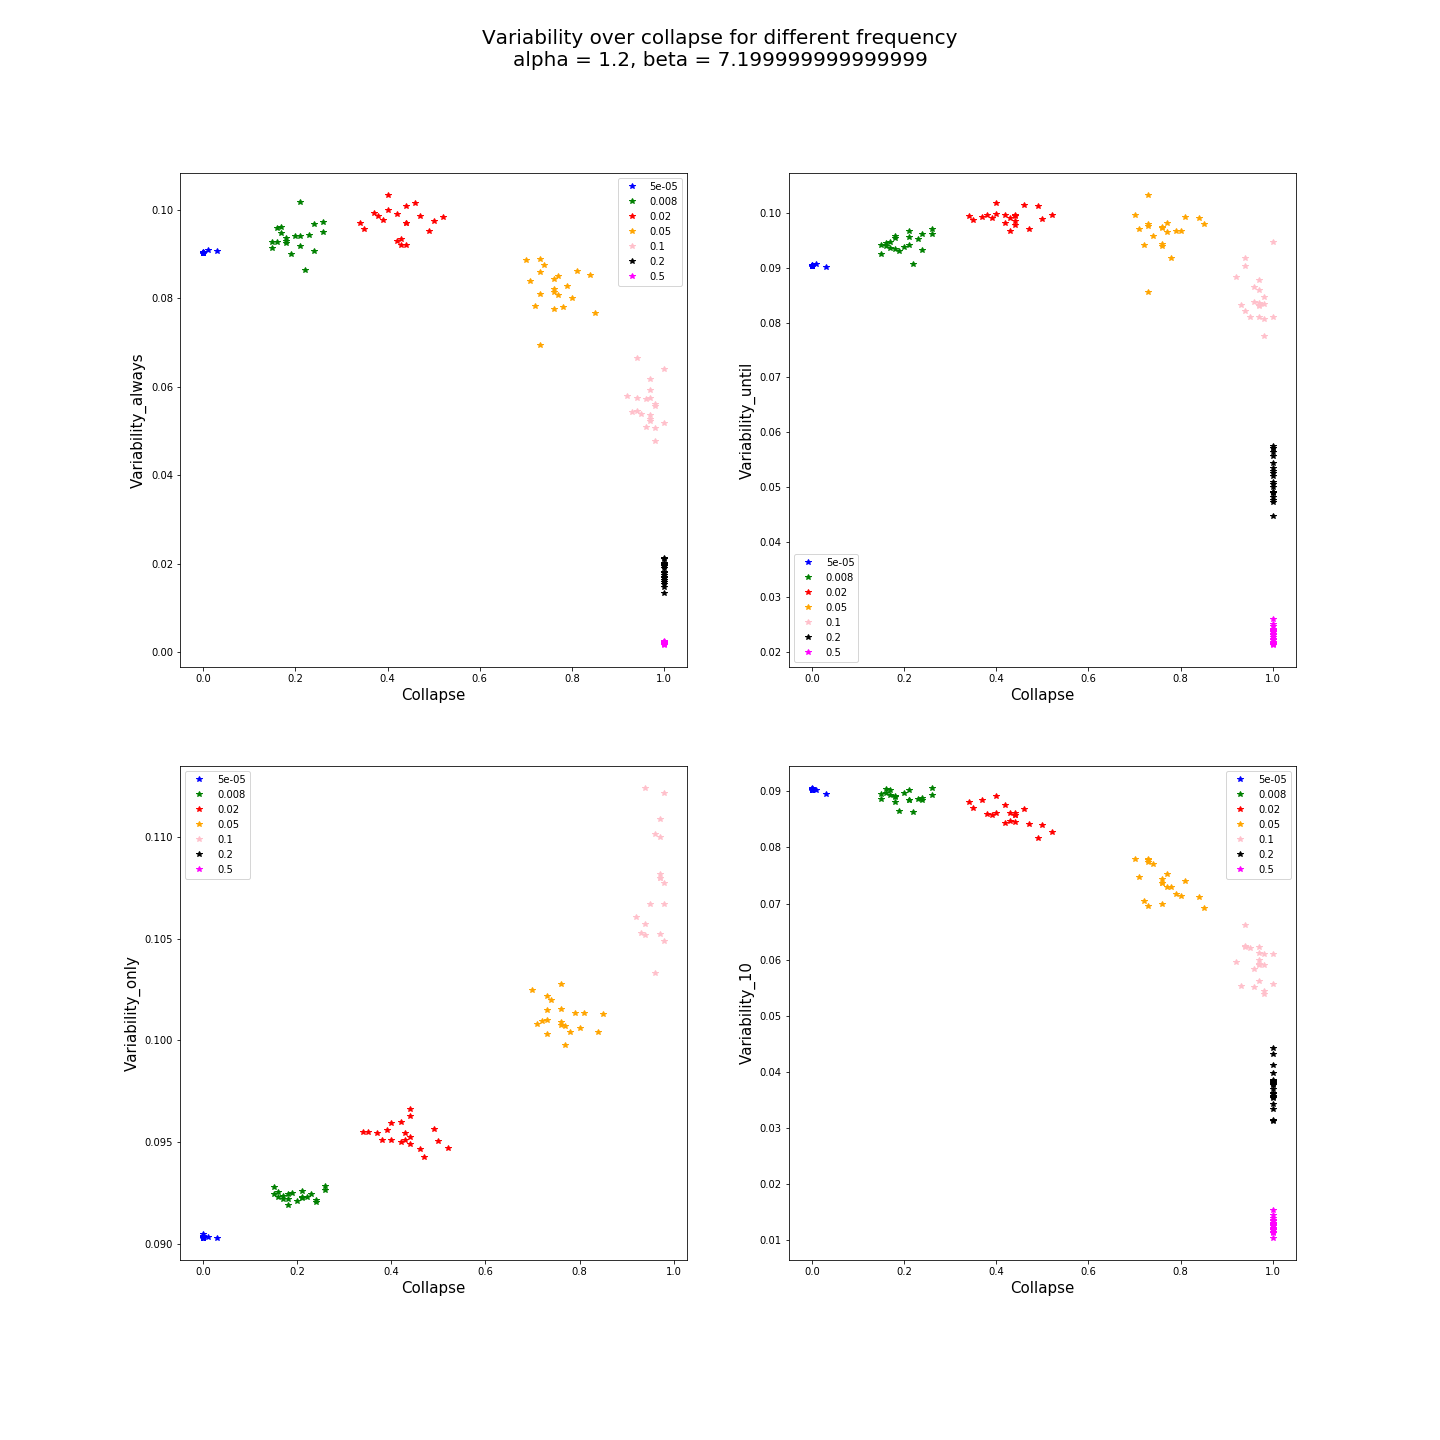 Variability over collapse for different frequency
alpha = 1.2, beta = 7.199999999999999
0.10
0.08
0.06
0.04
0.02
0.00
Variability_always
5e-05
0.008
0.02
0.05
0.1
0.2
0.5
0.0 0.2 0.4 0.6 0.8 1.0
Collapse
0.10
0.09
0.08
0.07
0.06
0.05
0.04
0.03
0.02
Variability_until
5e-05
0.008
0.02
0.05
0.1
0.2
0.5
0.0 0.2 0.4 0.6 0.8 1.0
Collapse
0.110
0.105
0.100
0.095
0.090
Variability_only
5e-05
0.008
0.02
0.05
0.1
0.2
0.5
0.0 0.2 0.4 0.6 0.8 1.0
Collapse
0.09
0.08
0.07
0.06
0.05
0.04
0.03
0.02
0.01
Variability_10
5e-05
0.008
0.02
0.05
0.1
0.2
0.5
0.0 0.2 0.4 0.6 0.8 1.0
Collapse